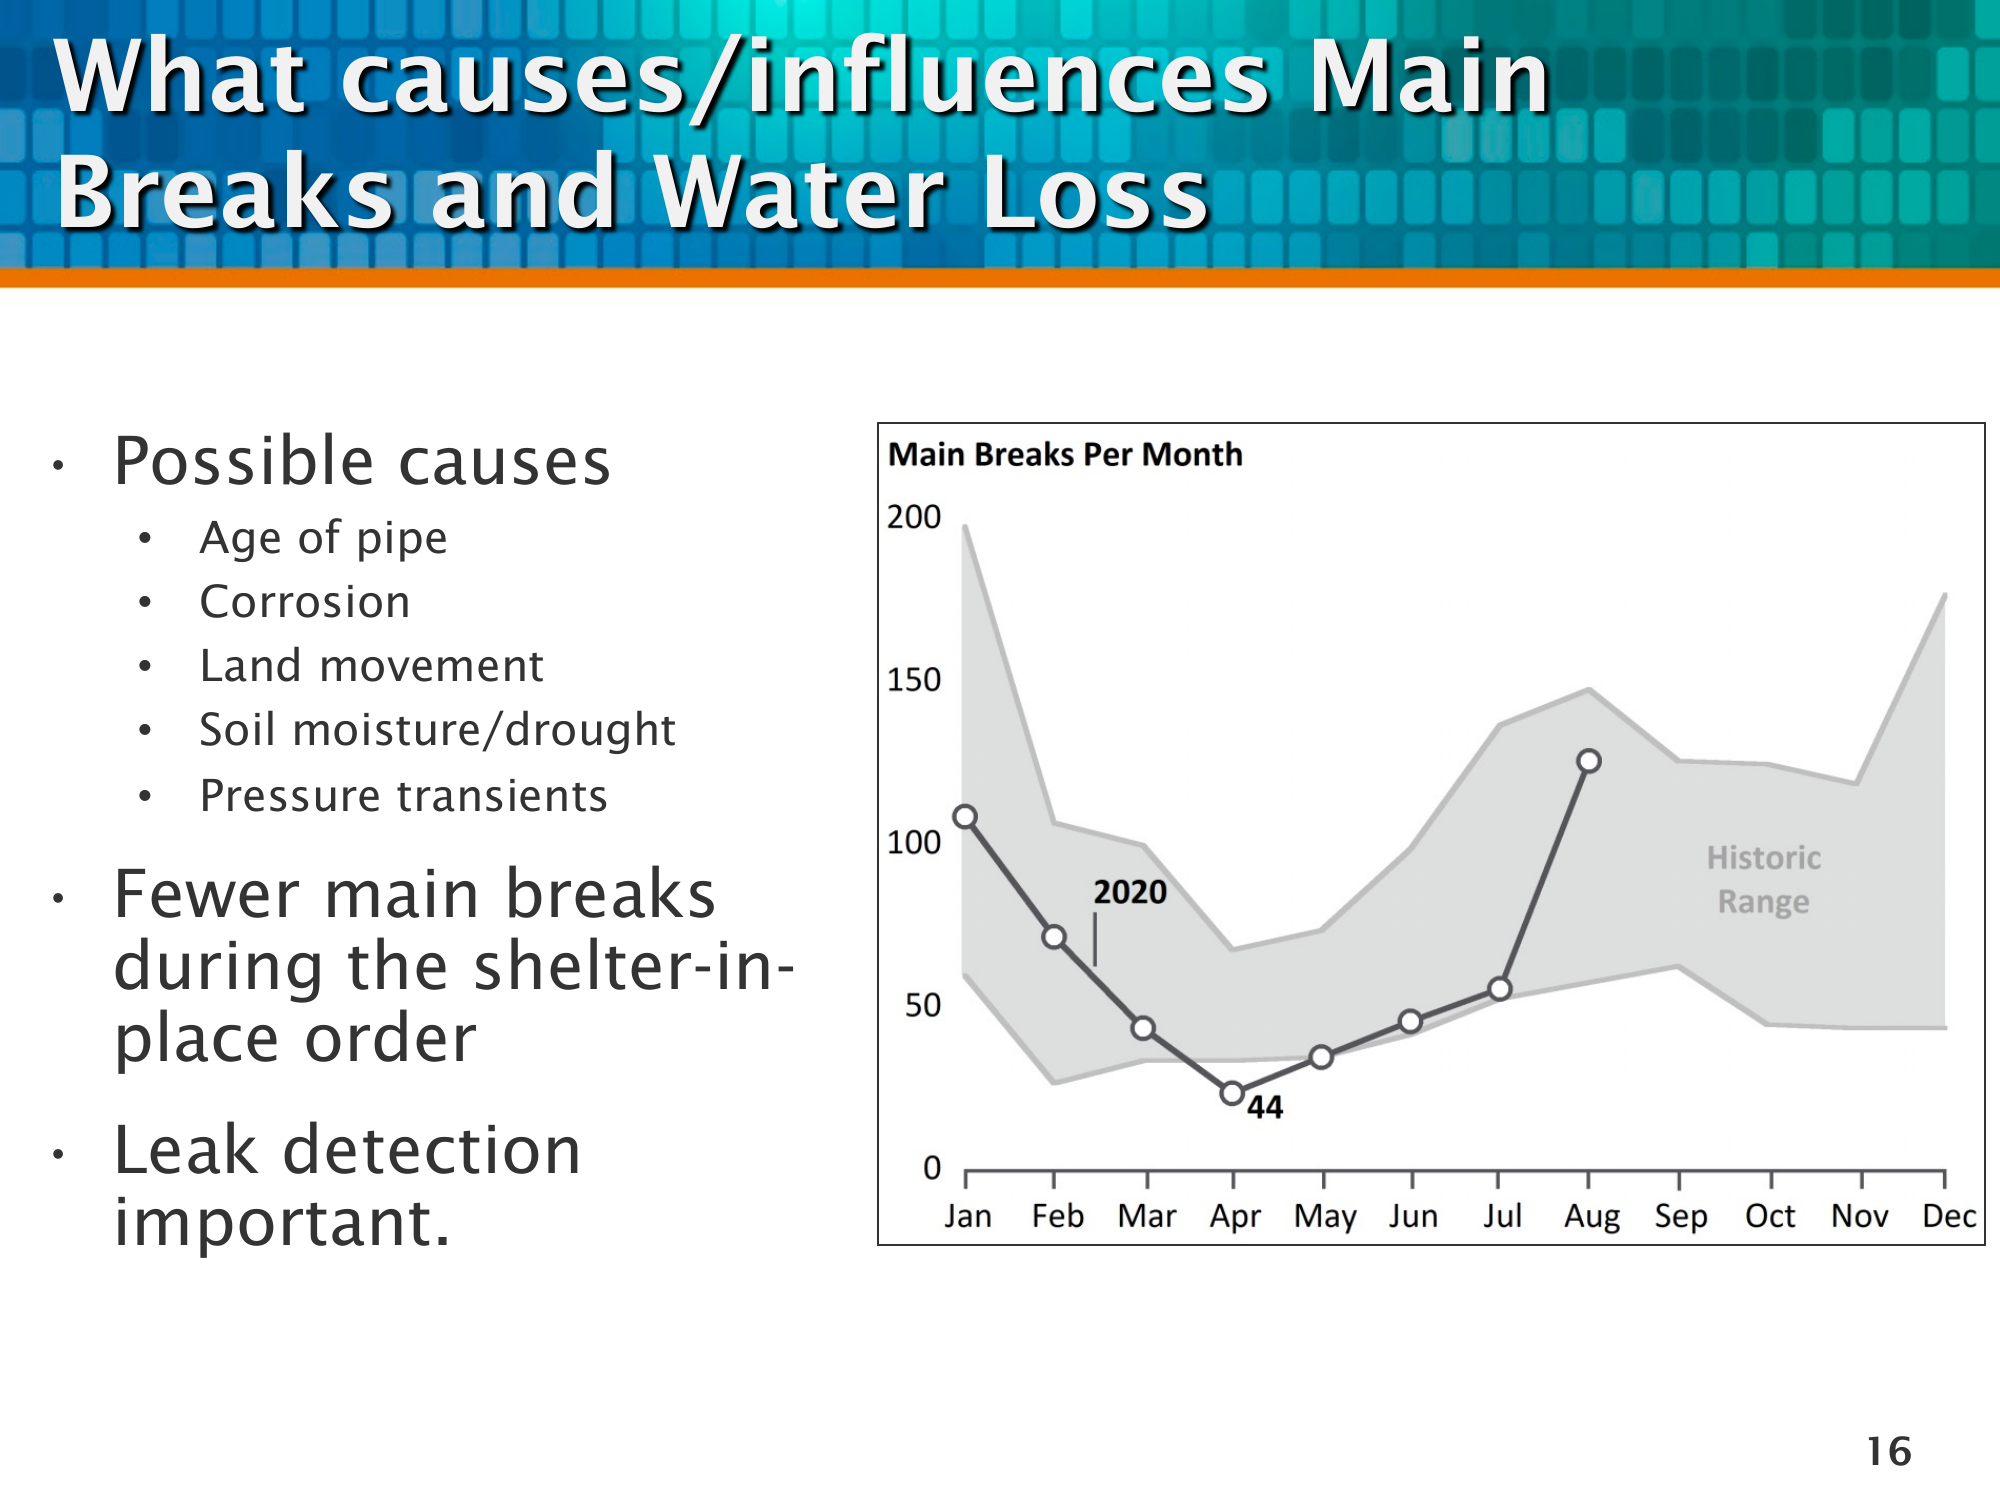 What causes/influences Main
Breaks and Water Loss
• Possible causes
• Age of pipe
• Corrosion
• Land movement
• Soil moisture/drought
• Pressure transients
• Fewer main breaks
during the shelter-in-
place order
• Leak detection
important.
Main Breaks Per Month
200
150
100
50
0
2020
44
Historic
Range
Jan Feb Mar Apr May Jun Jul Aug Sep Oct Nov Dec
16